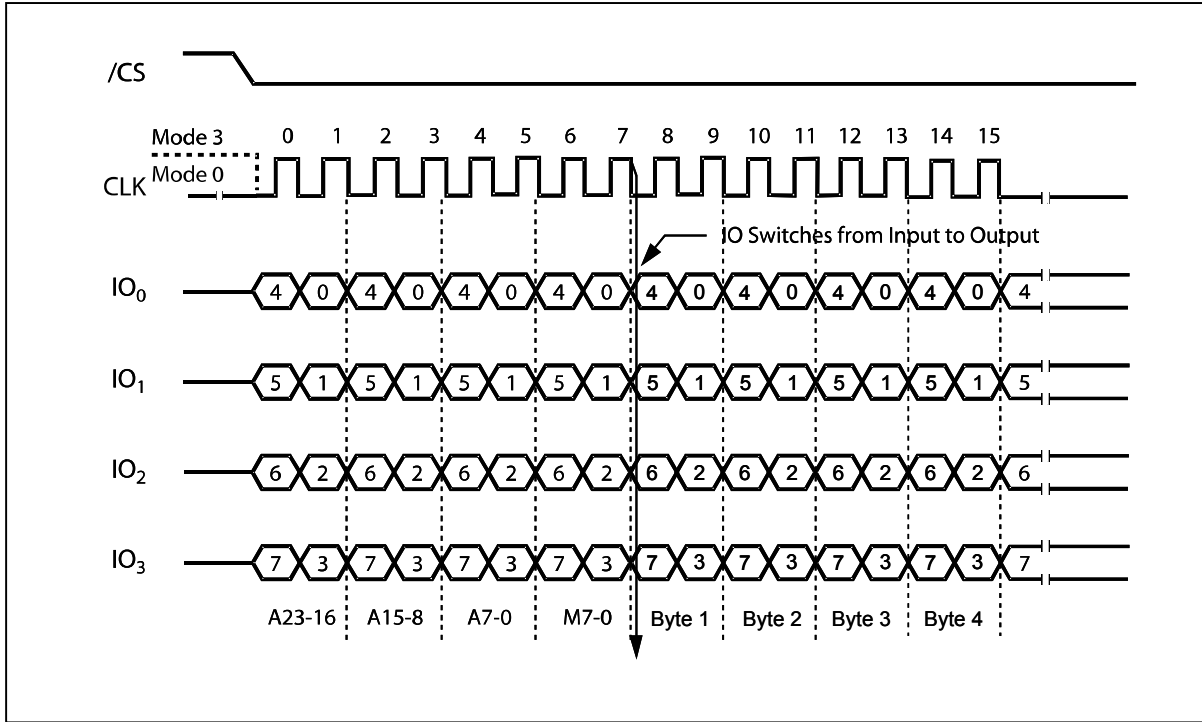 /CS
Mode 3 0 1 2 3 4 5 6 7 8 9 10 11 12 13 14 15
Mode 0
CLK
IO Switches from Input to Output
IO0 4 0 4 0 4 0 4 0 4 0 4 0 4 0 4 0 4
IO1 5 1 5 1 5 1 5 1 5 1 5 1 5 1 5 1 5
IO2 6 2 6 2 6 2 6 2 6 2 6 2 6 2 6 2 6
IO3 7 3 7 3 7 3 7 3 7 3 7 3 7 3 7 3 7
A23-16 A15-8 A7-0 M7-0 Byte 1 Byte 2 Byte 3 Byte 4